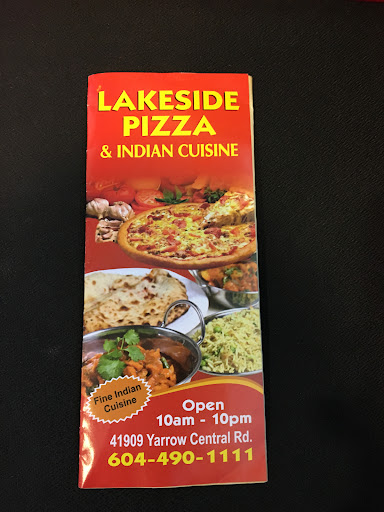 LAKESIDE
PIZZA
& INDIAN CUISINE
Fine Indian
Cuisine
Open
10am - 10pm
41909 Yarrow Central Rd.
604-490-1111